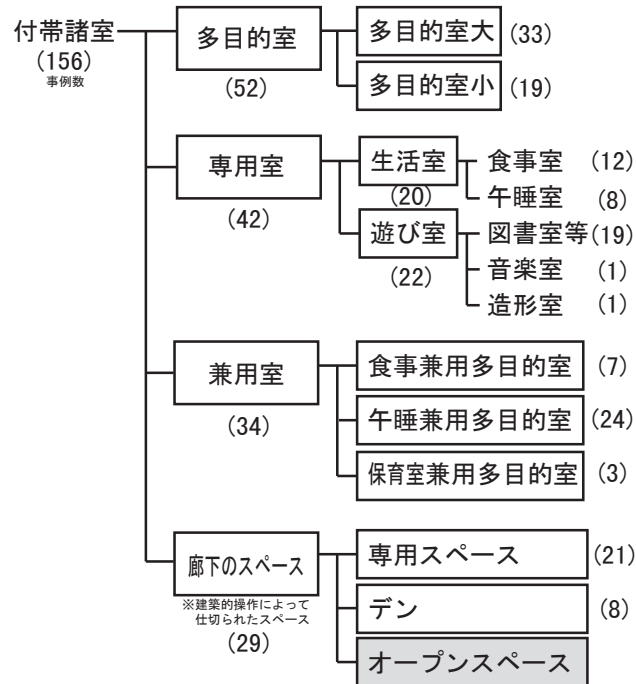 付帯諸室
(156)
事例数
多目的室
(52)
多目的室大 (33)
多目的室小 (19)
専用室
(42)
生活室
(20)
食事室 (12)
午睡室 (8)
遊び室
(22)
図書室等(19)
音楽室 (1)
造形室 (1)
兼用室
(34)
食事兼用多目的室 (7)
午睡兼用多目的室 (24)
保育室兼用多目的室 (3)
廊下のスペース
※建築的操作によって
仕切られたスペース
(29)
専用スペース (21)
デン (8)
オープンスペース